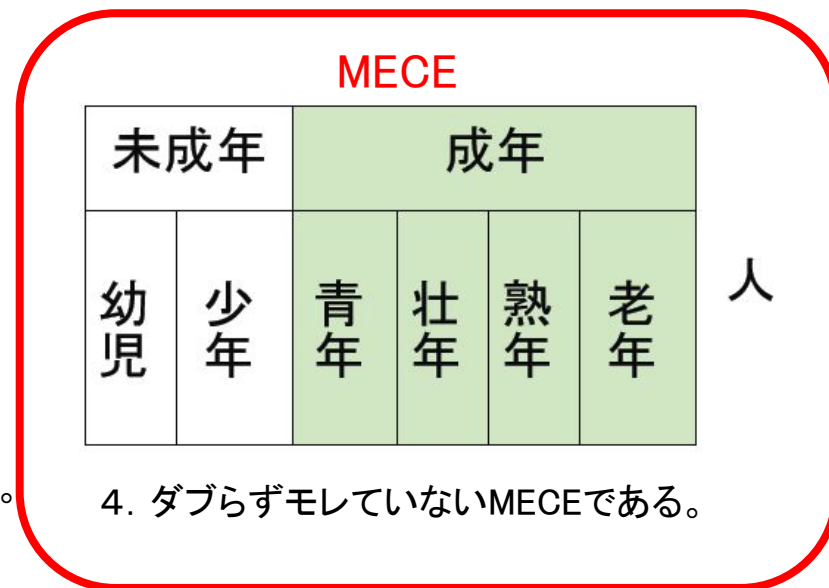 MECE
未成年 成年
幼児 少年 青年 壮年 熟年 老年
人
。 4．ダブらずモレていないMECEである。